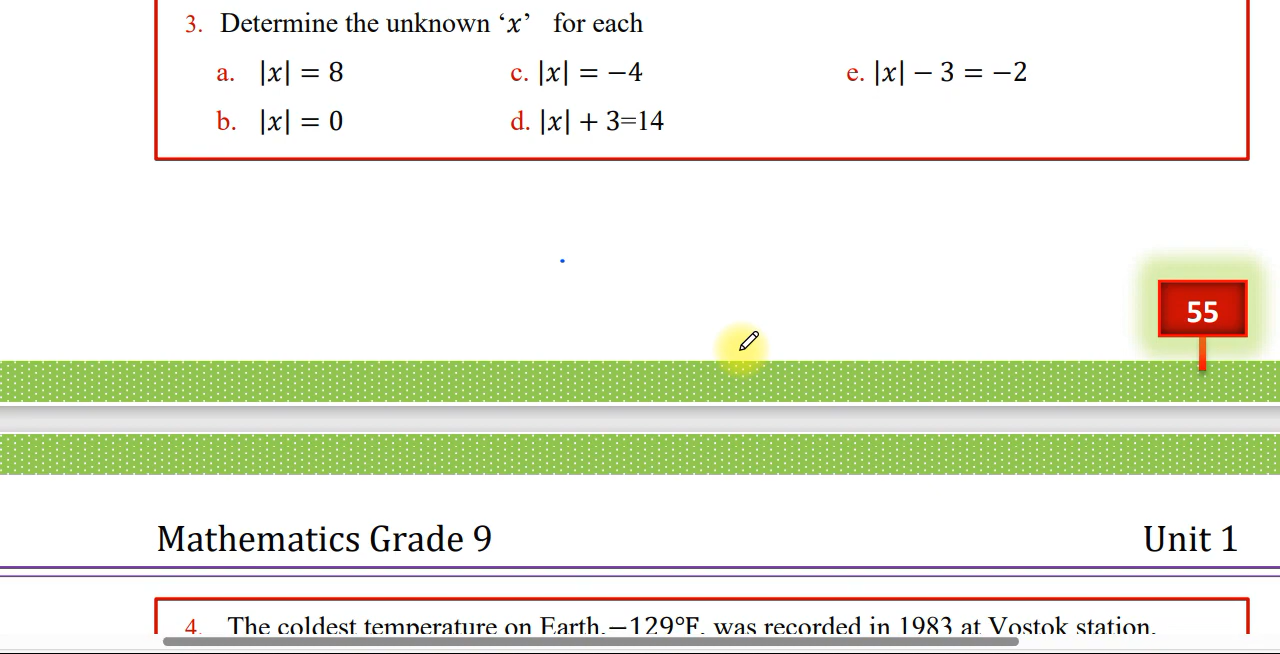 3. Determine the unknown ‘x’ for each
a. |x| = 8
c. |x| = −4
e. |x| − 3 = −2
b. |x| = 0
d. |x| + 3=14
55
Mathematics Grade 9
Unit 1
4. The coldest temperature on Earth,−129°F, was recorded in 1983 at Vostok station.